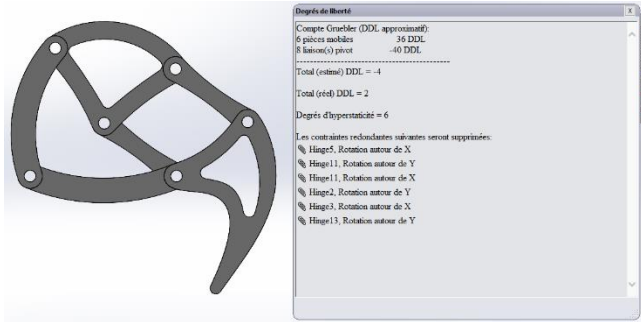 Degrés de liberté
X
Compte Gruebler (DDL approximatif):
6 pièces mobiles 36 DDL
8 liaison(s) pivot -40 DDL
Total (estimé) DDL = -4
Total (réel) DDL = 2
Degrés d'hyperstaticité = 6
Les contraintes redondantes suivantes seront supprimées:
Hinge5, Rotation autour de X
Hinge11, Rotation autour de Y
Hinge11, Rotation autour de X
Hinge2, Rotation autour de Y
Hinge3, Rotation autour de X
Hinge13, Rotation autour de Y